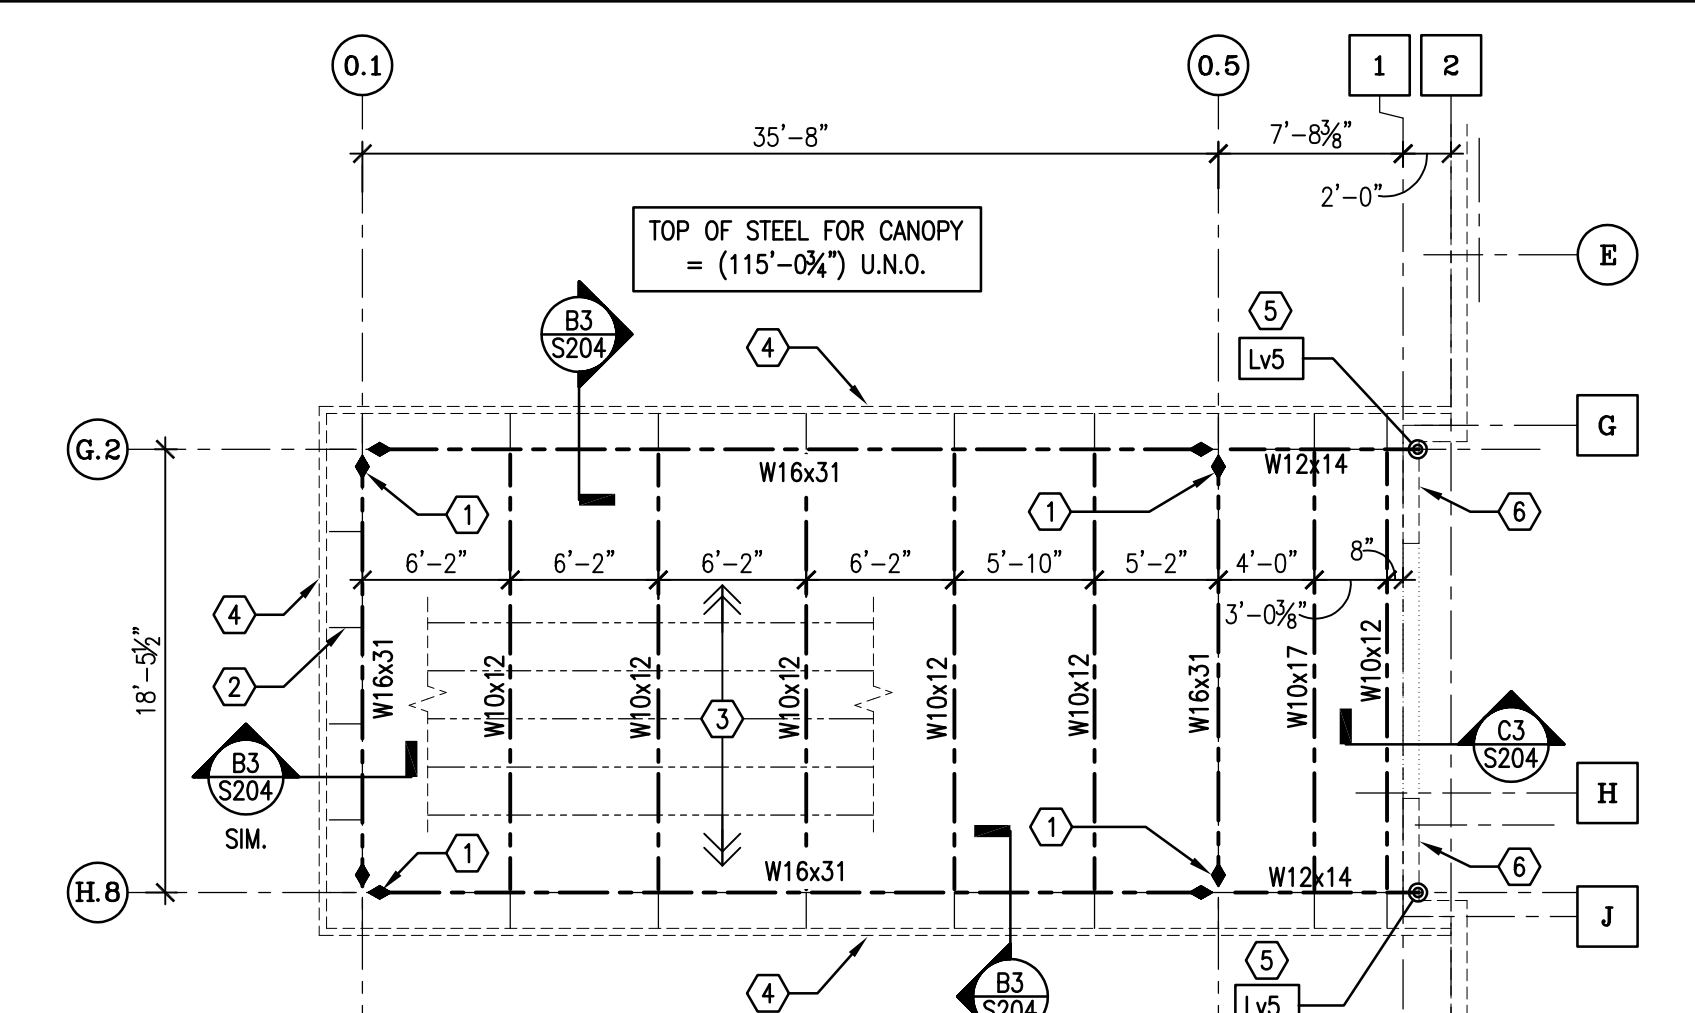 0.1
0.5
1
2
35'-8"
7'-8⅜"
2'-0"
TOP OF STEEL FOR CANOPY
= (115'-0¾") U.N.O.
E
5
B3
S204
4
Lv5
G
G.2
W16x31
W12x14
1
1
6
6'-2"
6'-2"
6'-2"
6'-2"
5'-10"
5'-2"
4'-0"
8"
3'-0⅜"
4
18'-5½"
2
W16x31
W10x12
W10x12
W10x12
W10x12
W10x12
W16x31
W10x17
W10x12
3
B3
S204
SIM.
C3
S204
H
1
1
6
W16x31
W12x14
H.8
J
4
B3
S204
5
Lv5